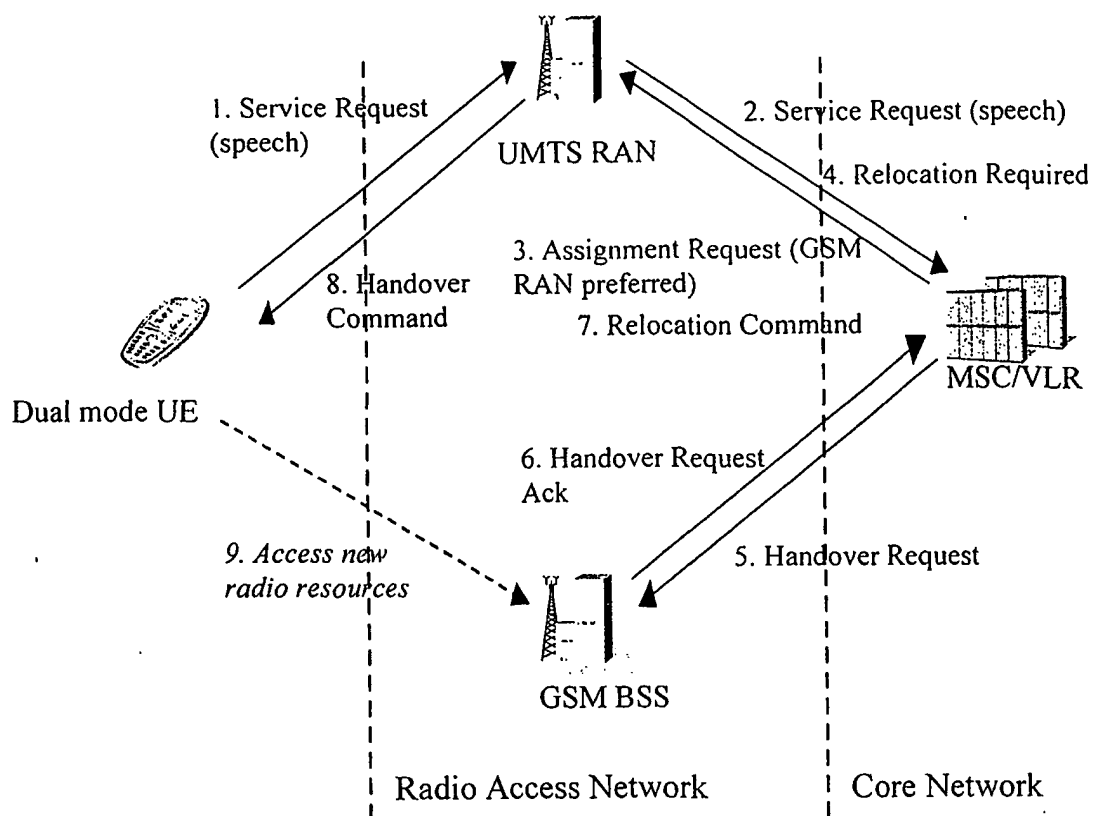 1. Service Request
(speech)
UMTS RAN
2. Service Request (speech)
4. Relocation Required
3. Assignment Request (GSM
RAN preferred)
8. Handover
Command
7. Relocation Command
MSC/VLR
Dual mode UE
6. Handover Request
Ack
9. Access new
radio resources
5. Handover Request
GSM BSS
Radio Access Network
Core Network